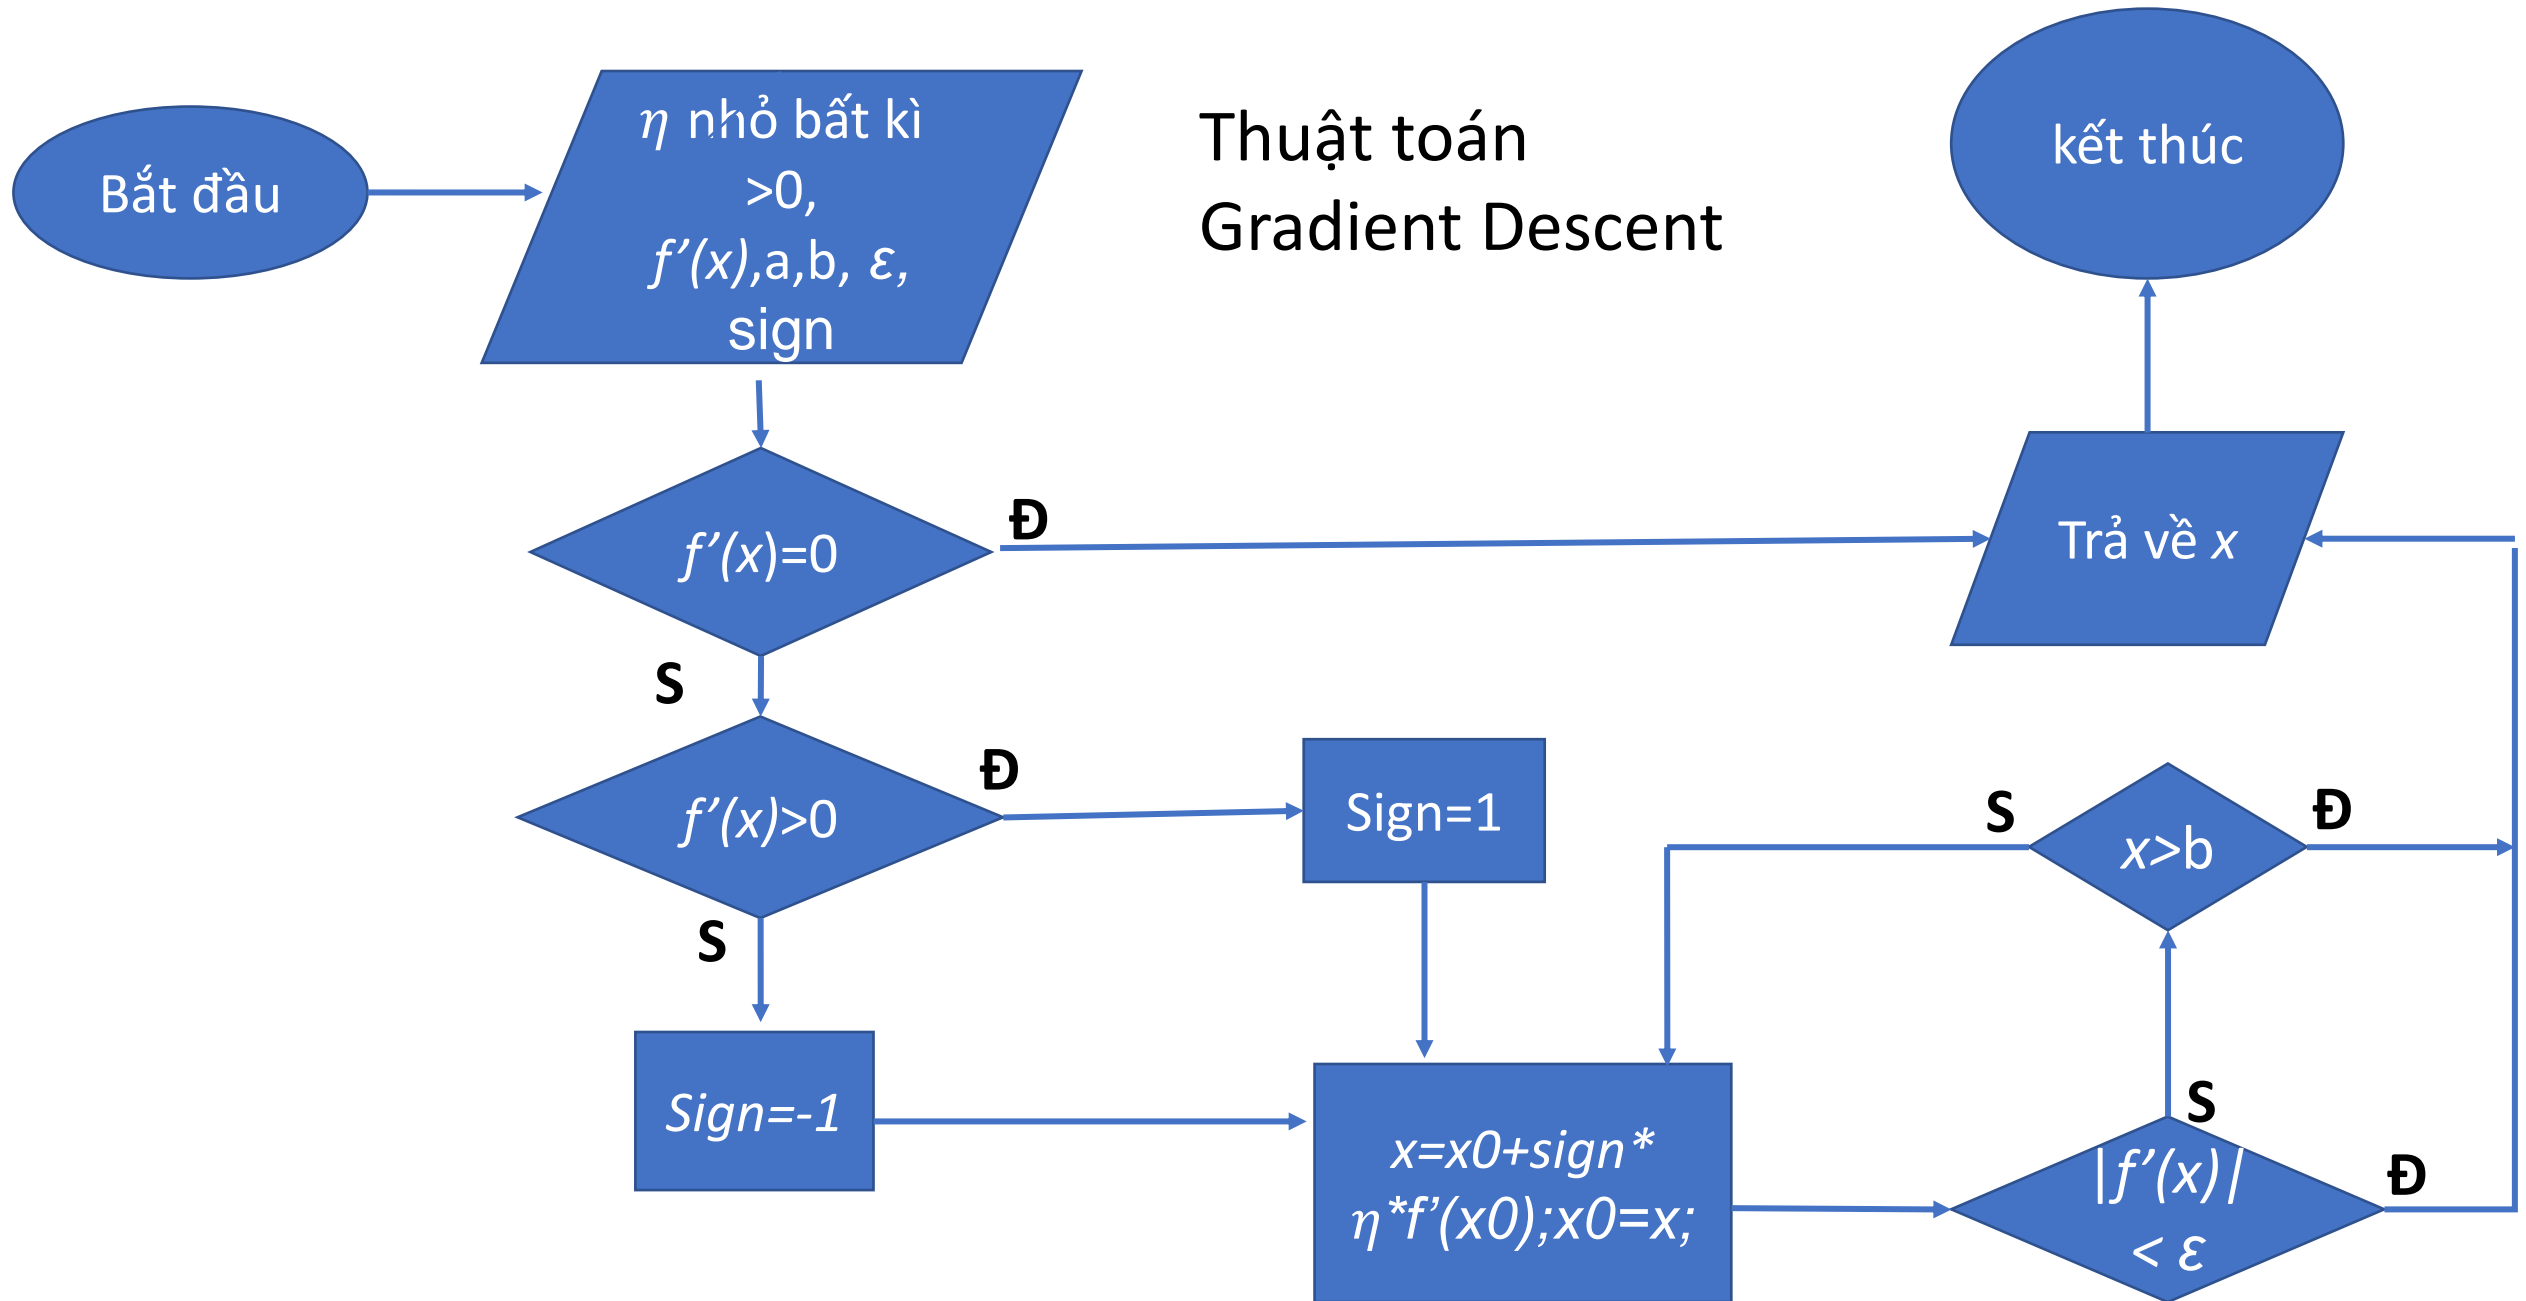 Thuật toán
Gradient Descent
Bắt đầu
η nhỏ bất kì
>0,
f’(x),a,b, ε,
sign
kết thúc
f’(x)=0
Đ
Trả về x
S
f’(x)>0
Đ
Sign=1
S
x>b
Đ
S
Sign=-1
x=x0+sign*
η*f’(x0);x0=x;
S
|f’(x)|
< ε
Đ